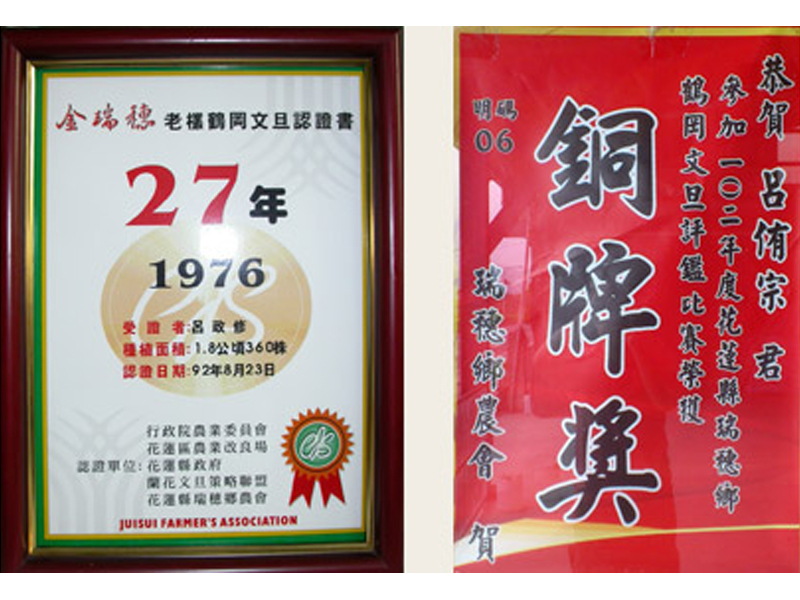 金瑞穗 老欉鶴岡文旦認證書
27年
1976
受 證 者:呂 政 修
種植面積:1.8公頃360株
認證日期:92年8月23日
認證單位:
行政院農業委員會
花蓮區農業改良場
花蓮縣政府
蘭花文旦策略聯盟
花蓮縣瑞穗鄉農會
JUISUI FARMER'S ASSOCIATION
恭賀 呂侑宗 君
參加一〇二年度花蓮縣瑞穗鄉
鶴岡文旦評鑑比賽榮獲
銅牌獎
明碼
06
瑞穗鄉農會 賀